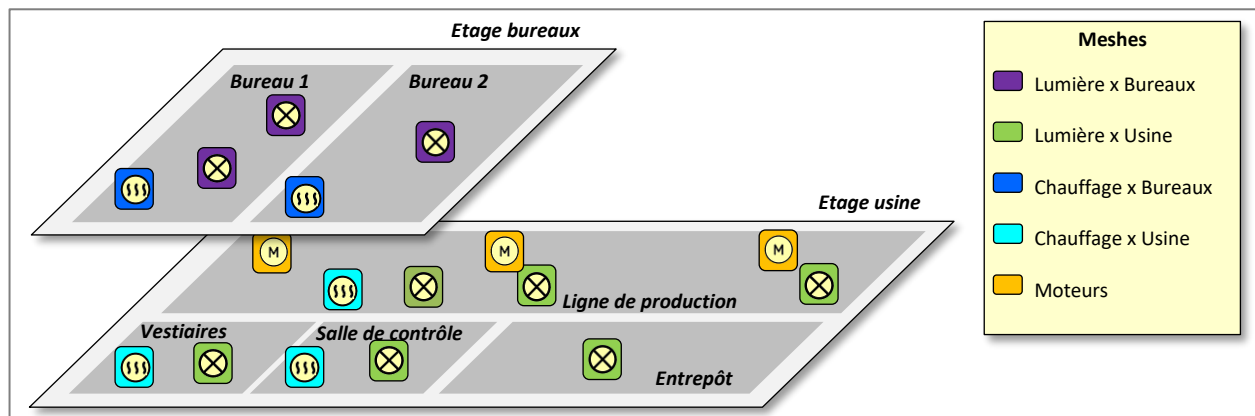 Etage bureaux
Bureau 1
Bureau 2
Etage usine
M
M
M
Ligne de production
Vestiaires
Salle de contrôle
Entrepôt
Meshes
Lumière x Bureaux
Lumière x Usine
Chauffage x Bureaux
Chauffage x Usine
Moteurs